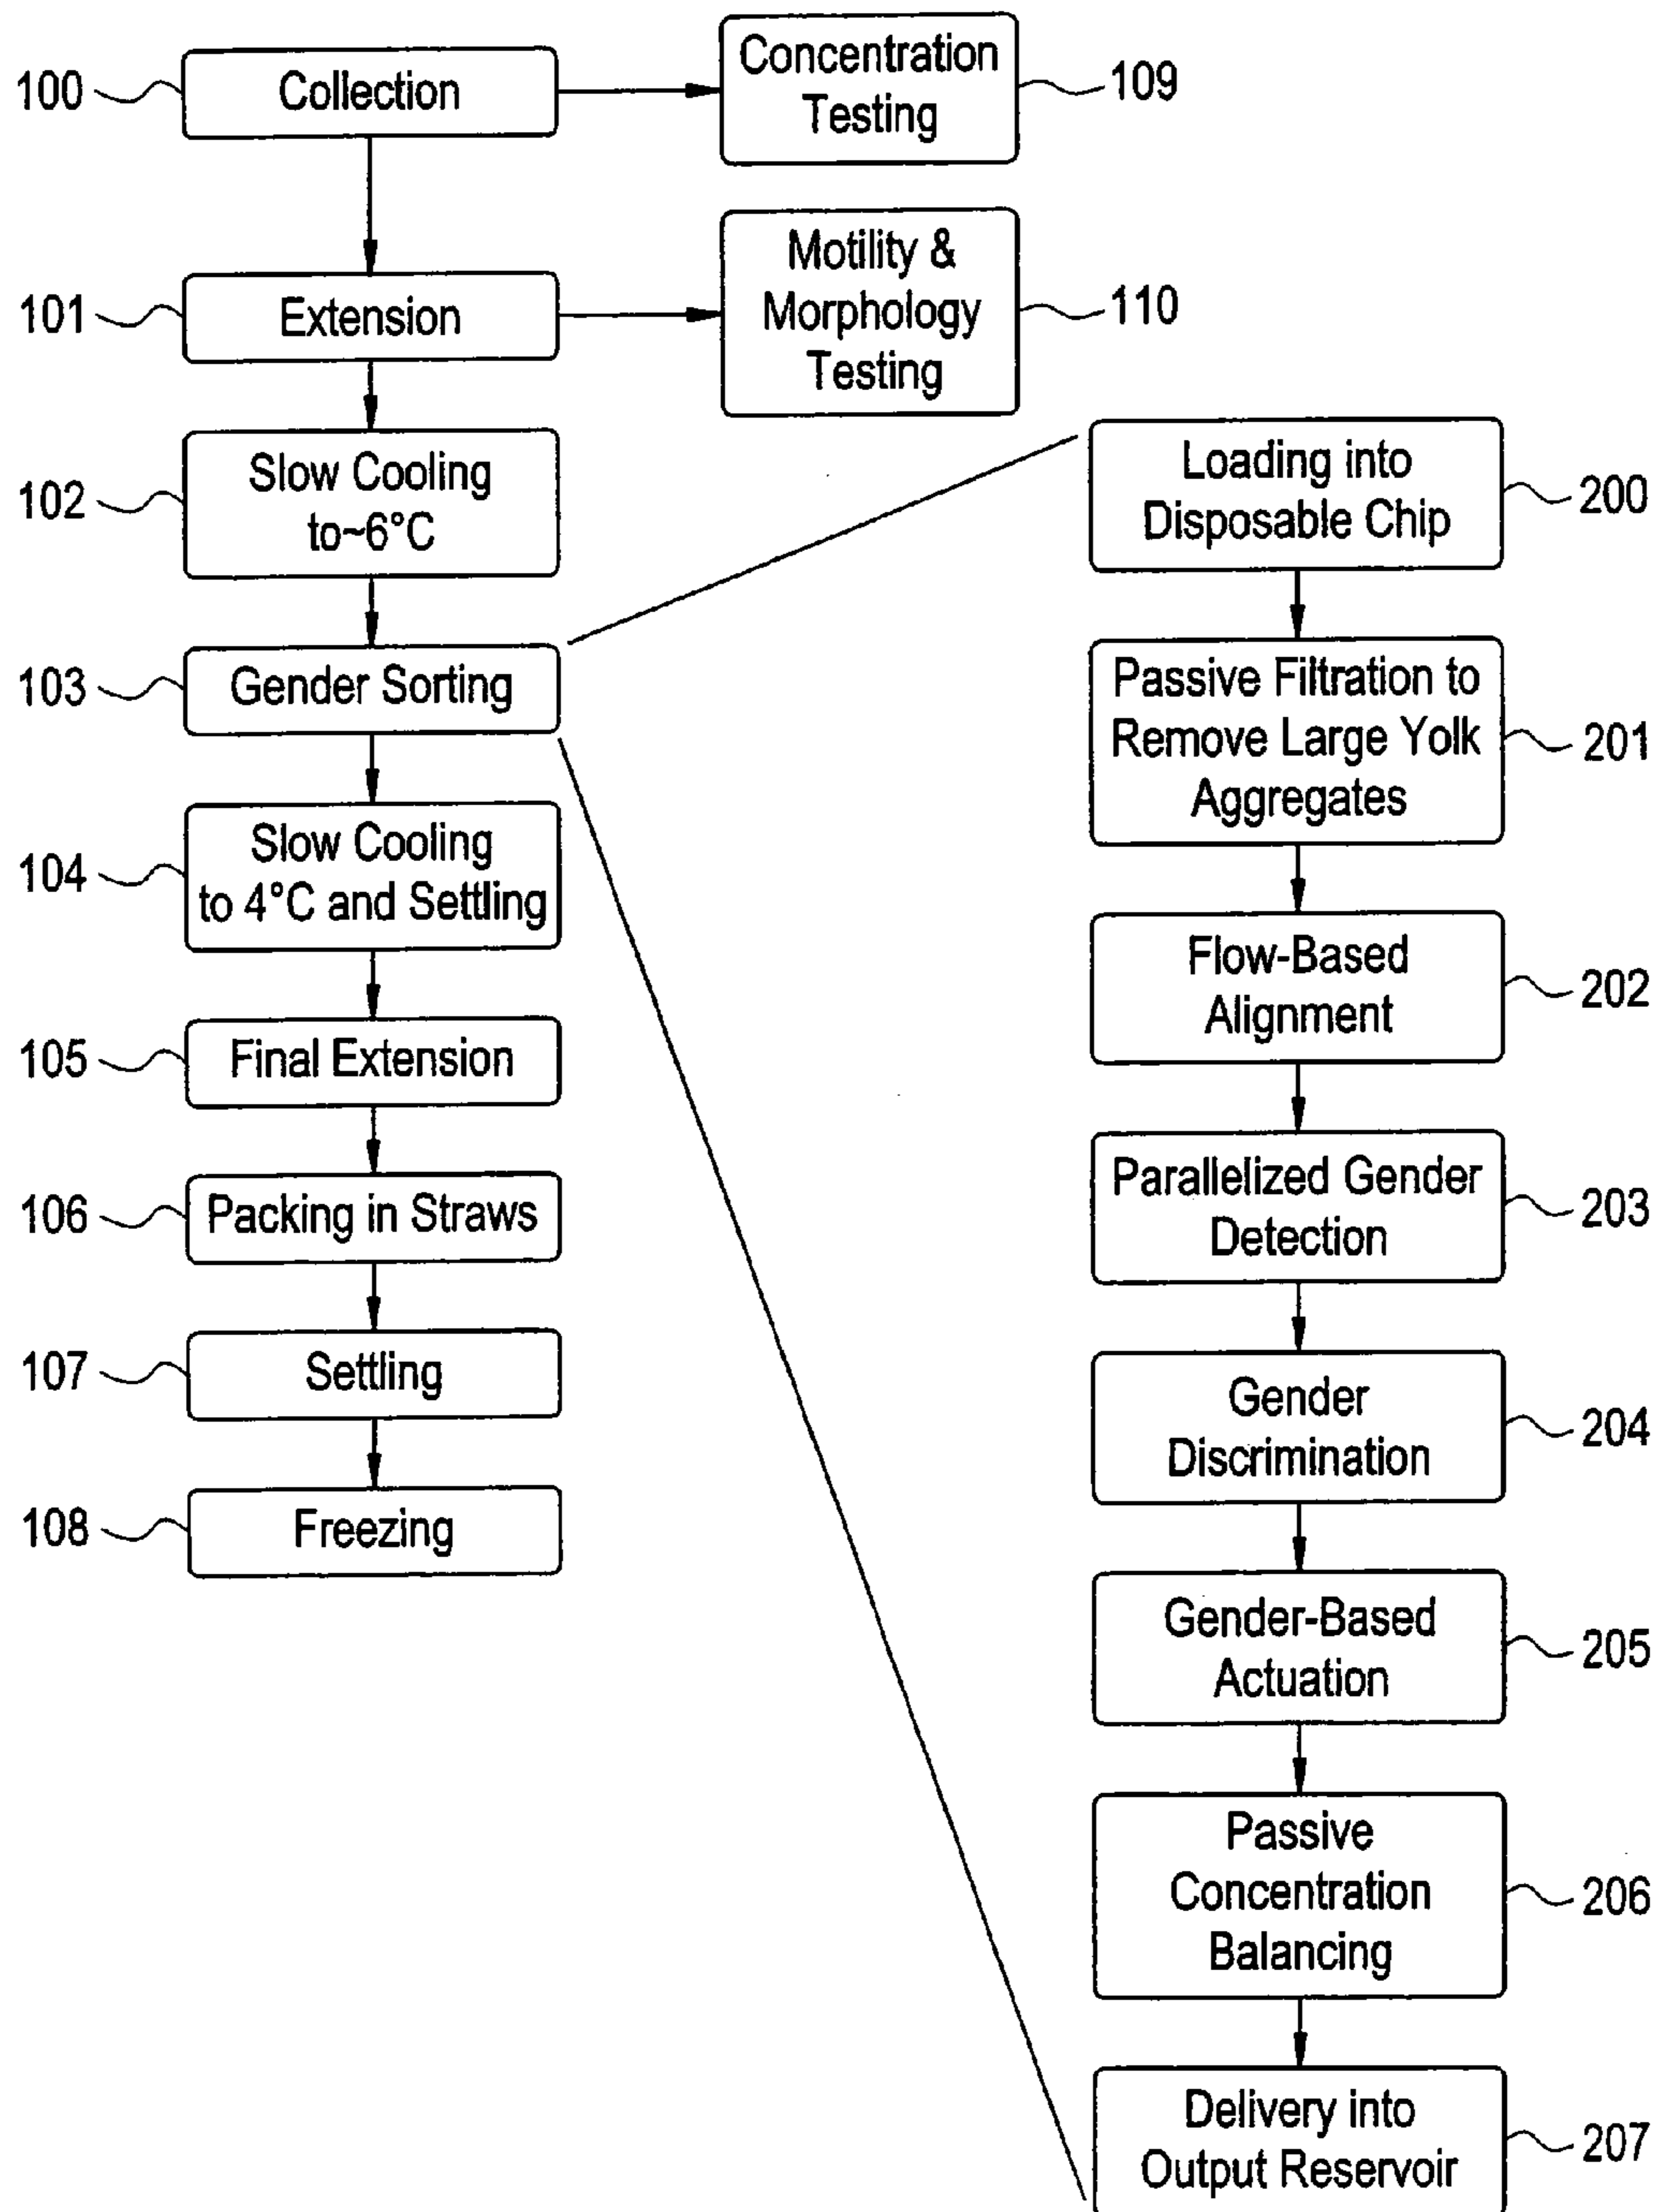 100
Collection
Concentration
Testing
109
101
Extension
Motility &
Morphology
Testing
110
102
Slow Cooling
to~6°C
103
Gender Sorting
104
Slow Cooling
to 4°C and Settling
105
Final Extension
106
Packing in Straws
107
Settling
108
Freezing
Loading into
Disposable Chip
200
Passive Filtration to
Remove Large Yolk
Aggregates
201
Flow-Based
Alignment
202
Parallelized Gender
Detection
203
Gender
Discrimination
204
Gender-Based
Actuation
205
Passive
Concentration
Balancing
206
Delivery into
Output Reservoir
207